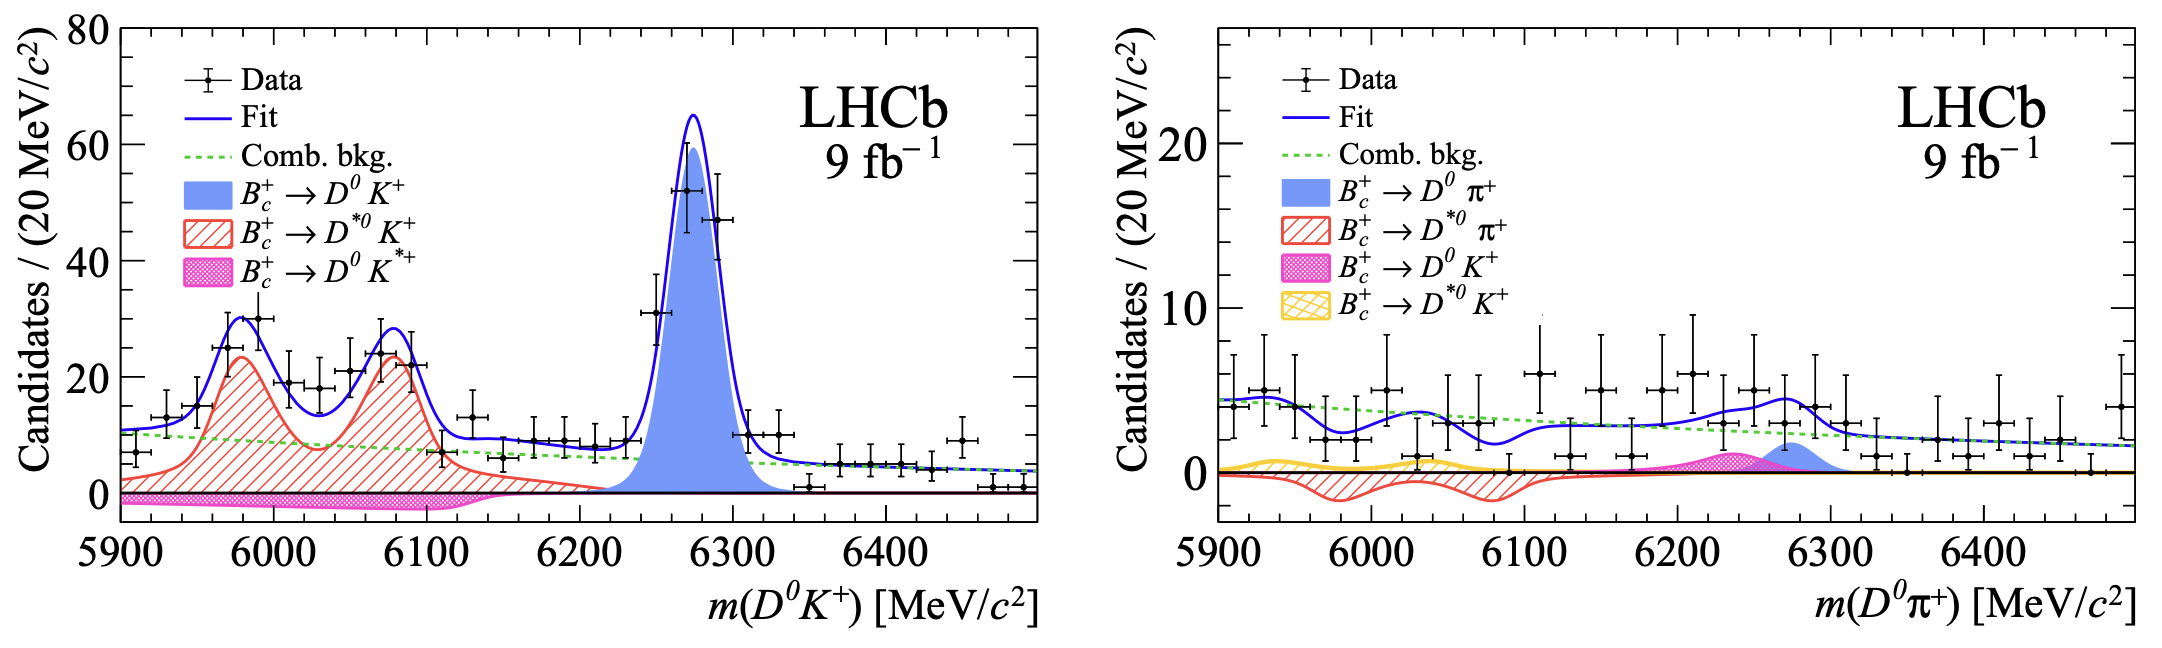 Candidates / (20 MeV/c²)
80
60
40
20
0
Data
Fit
Comb. bkg.
B_c^+ → D^0 K^+
B_c^+ → D^{*0} K^+
B_c^+ → D^0 K^{*+}
LHCb
9 fb⁻¹
5900 6000 6100 6200 6300 6400
m(D⁰K⁺) [MeV/c²]
Candidates / (20 MeV/c²)
20
10
0
Data
Fit
Comb. bkg.
B_c^+ → D^0 π^+
B_c^+ → D^{*0} π^+
B_c^+ → D^0 K^+
B_c^+ → D^{*0} K^+
LHCb
9 fb⁻¹
5900 6000 6100 6200 6300 6400
m(D⁰π⁺) [MeV/c²]